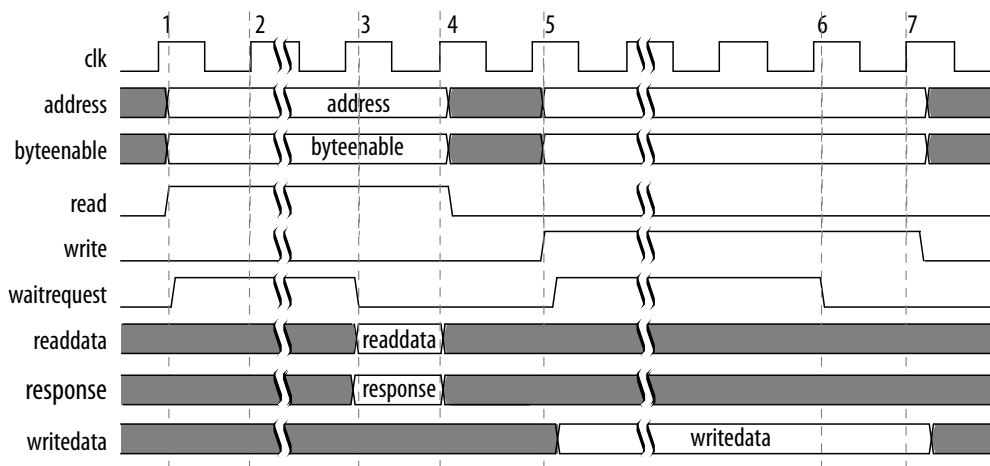 1 2 3 4 5 6 7
clk
address address
byteenable byteenable
read
write
waitrequest
readdata readdata
response response
writedata writedata